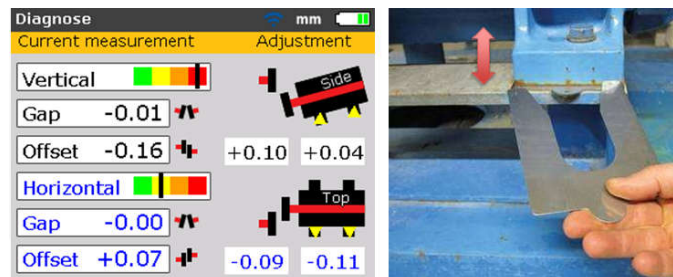 Diagnose mm
Current measurement Adjustment
Vertical
Side
Gap -0.01
Offset -0.16 +0.10 +0.04
Horizontal
Top
Gap -0.00
Offset +0.07 -0.09 -0.11